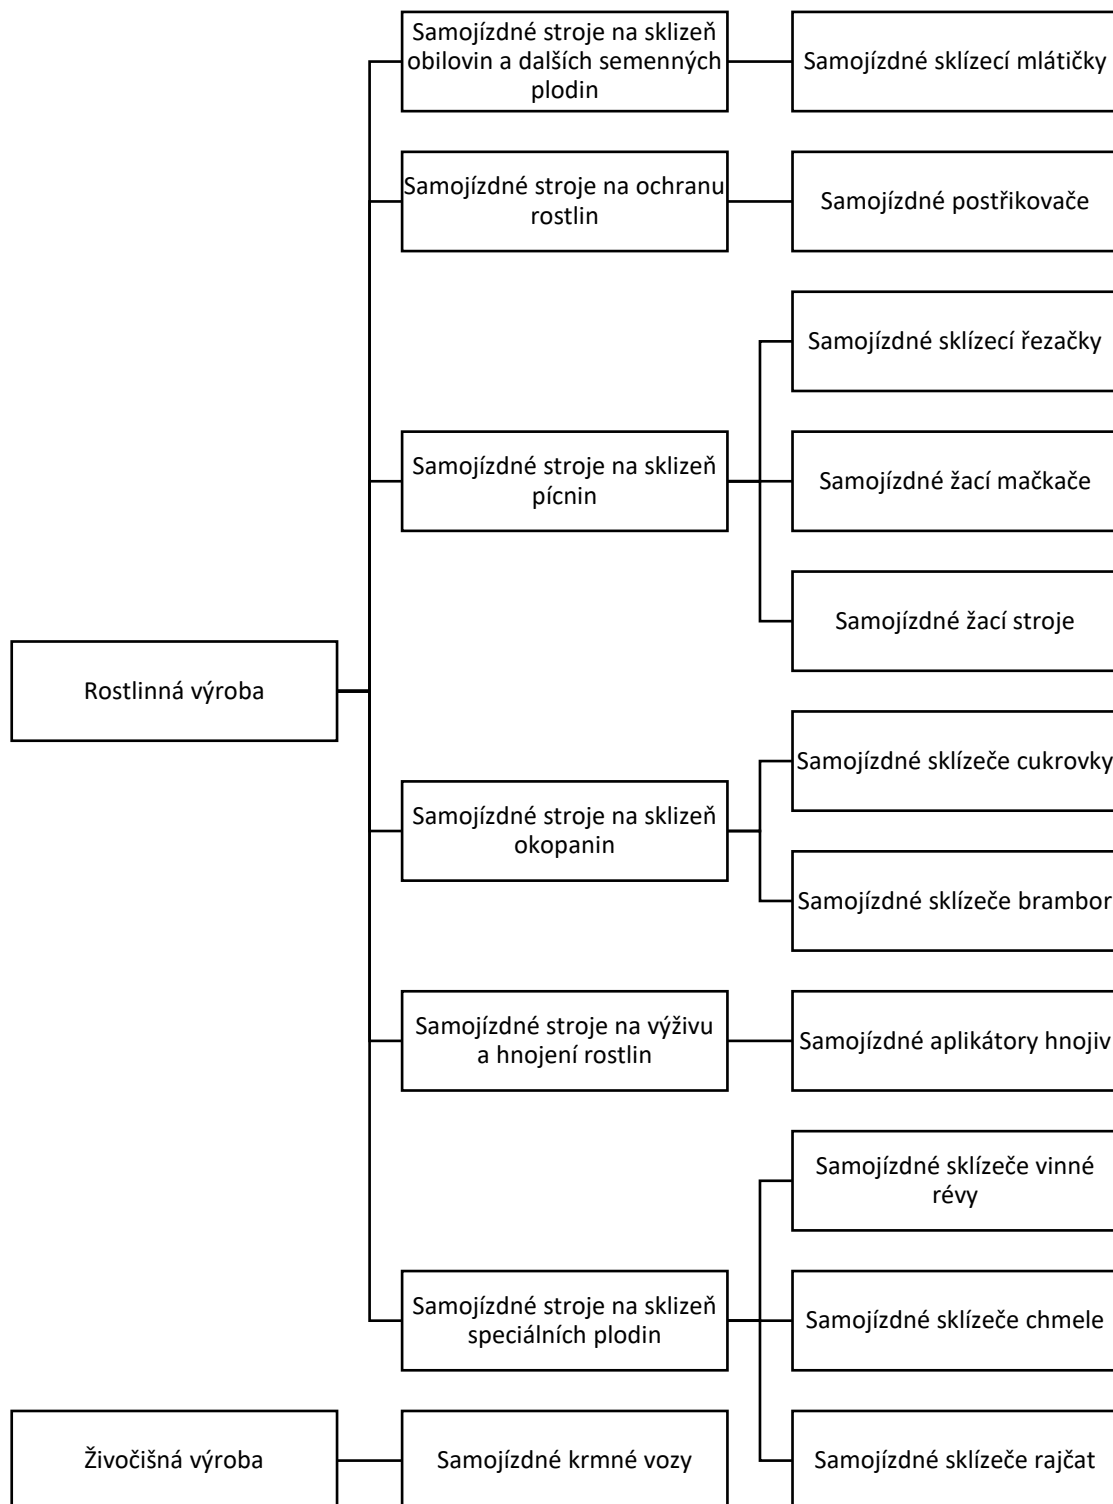 Samojízdné stroje na sklizeň
obilovin a dalších semenných
plodin
Samojízdné sklízecí mlátičky
Samojízdné stroje na ochranu
rostlin
Samojízdné postřikovače
Samojízdné sklízecí řezačky
Samojízdné stroje na sklizeň
pícnin
Samojízdné žací mačkače
Samojízdné žací stroje
Rostlinná výroba
Samojízdné sklízeče cukrovky
Samojízdné stroje na sklizeň
okopanin
Samojízdné sklízeče brambor
Samojízdné stroje na výživu
a hnojení rostlin
Samojízdné aplikátory hnojiv
Samojízdné sklízeče vinné
révy
Samojízdné stroje na sklizeň
speciálních plodin
Samojízdné sklízeče chmele
Živočišná výroba
Samojízdné krmné vozy
Samojízdné sklízeče rajčat